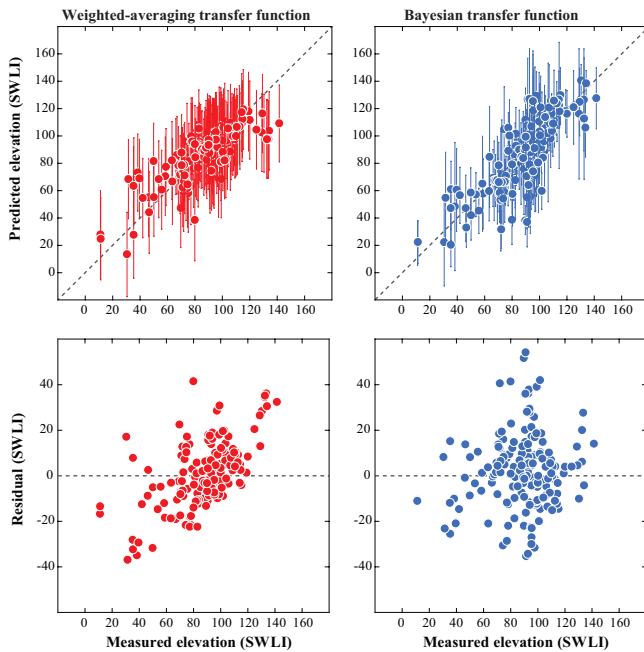 Weighted-averaging transfer function
Bayesian transfer function
Predicted elevation (SWLI)
160
140
120
100
80
60
40
20
0
0 20 40 60 80 100 120 140 160
160
140
120
100
80
60
40
20
0
0 20 40 60 80 100 120 140 160
Residual (SWLI)
40
20
0
-20
-40
0 20 40 60 80 100 120 140 160
Measured elevation (SWLI)
40
20
0
-20
-40
0 20 40 60 80 100 120 140 160
Measured elevation (SWLI)